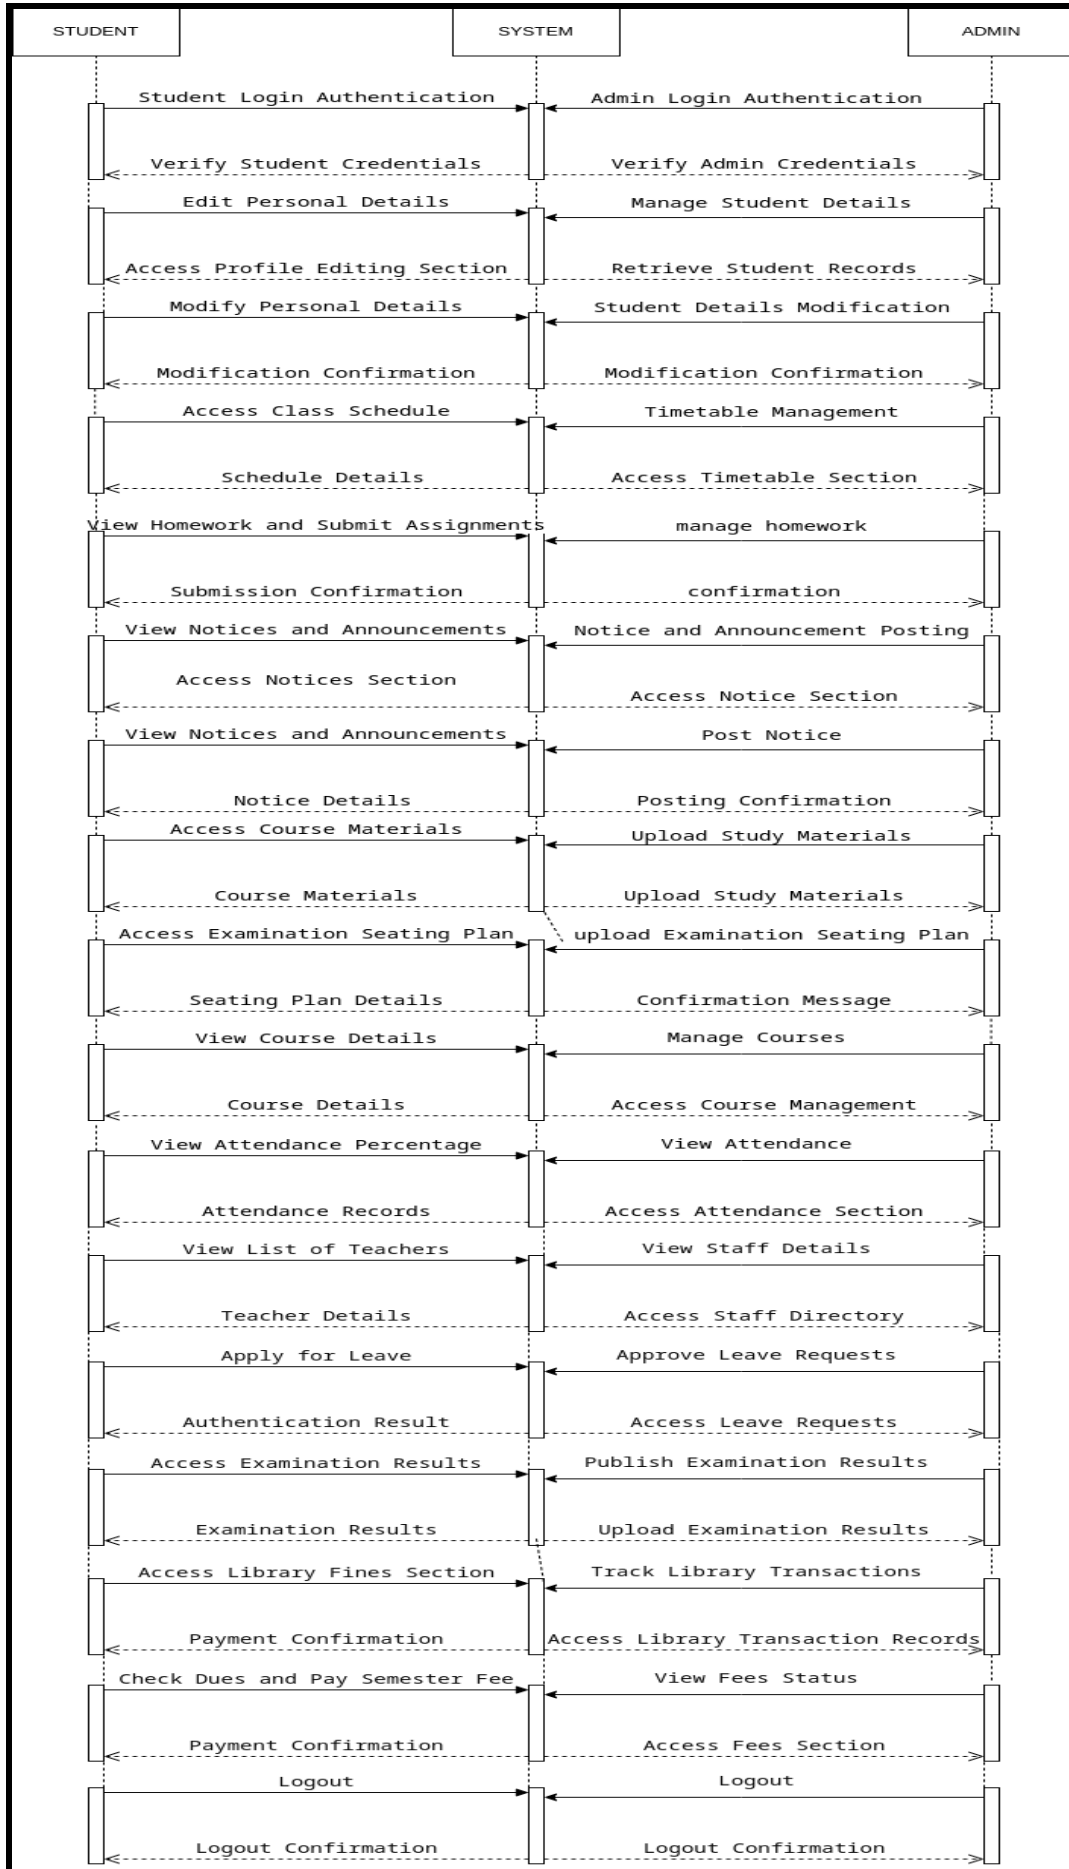 STUDENT
SYSTEM
ADMIN
Student Login Authentication
Admin Login Authentication
Verify Student Credentials
Verify Admin Credentials
Edit Personal Details
Manage Student Details
Access Profile Editing Section
Retrieve Student Records
Modify Personal Details
Student Details Modification
Modification Confirmation
Modification Confirmation
Access Class Schedule
Timetable Management
Schedule Details
Access Timetable Section
View Homework and Submit Assignments
manage homework
Submission Confirmation
confirmation
View Notices and Announcements
Notice and Announcement Posting
Access Notices Section
Access Notice Section
View Notices and Announcements
Post Notice
Notice Details
Posting Confirmation
Access Course Materials
Upload Study Materials
Course Materials
Upload Study Materials
Access Examination Seating Plan
upload Examination Seating Plan
Seating Plan Details
Confirmation Message
View Course Details
Manage Courses
Course Details
Access Course Management
View Attendance Percentage
View Attendance
Attendance Records
Access Attendance Section
View List of Teachers
View Staff Details
Teacher Details
Access Staff Directory
Apply for Leave
Approve Leave Requests
Authentication Result
Access Leave Requests
Access Examination Results
Publish Examination Results
Examination Results
Upload Examination Results
Access Library Fines Section
Track Library Transactions
Payment Confirmation
Access Library Transaction Records
Check Dues and Pay Semester Fee
View Fees Status
Payment Confirmation
Access Fees Section
Logout
Logout
Logout Confirmation
Logout Confirmation